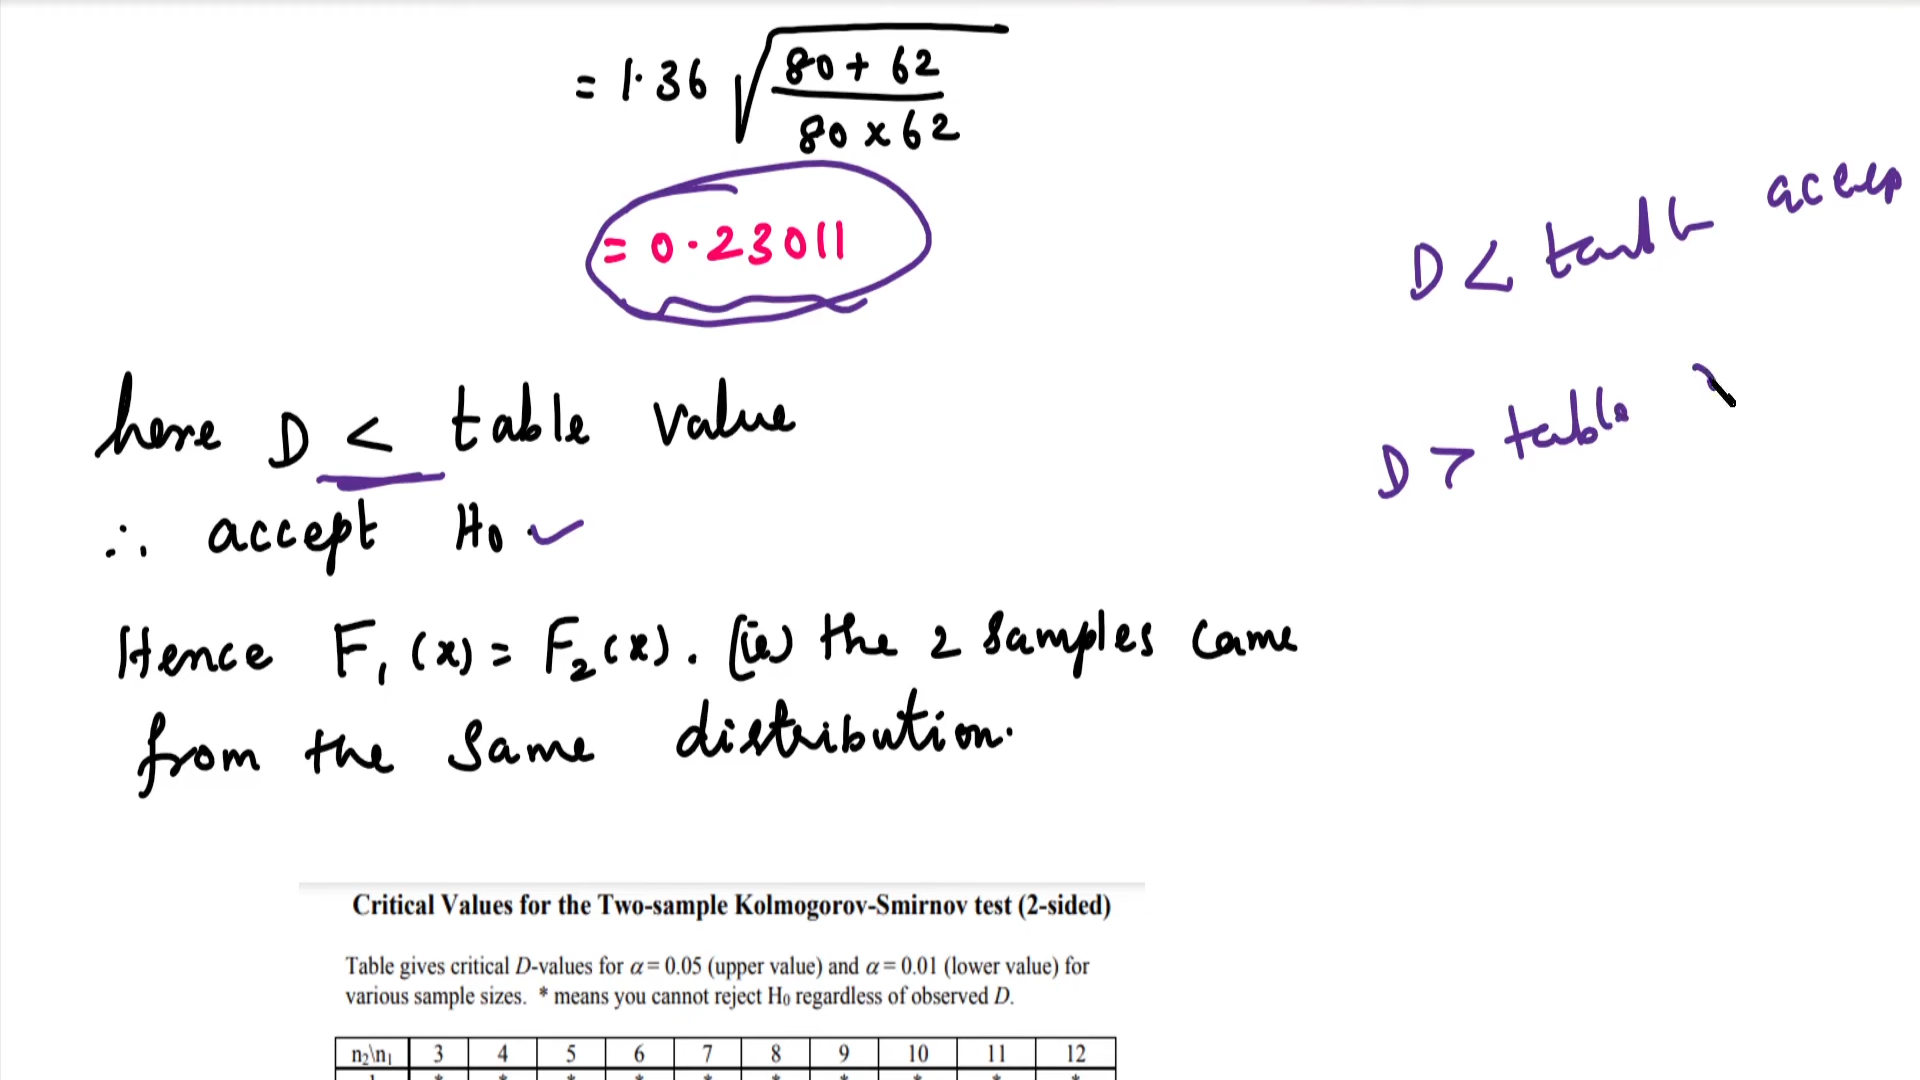 = 1.36 √ 80 + 62
80 x 62
= 0.23011
D < accep
here D < table value
D > table
∴ accept H₀ ✓
Hence F₁(x) = F₂(x). (ie) the 2 samples came
from the same distribution.
Critical Values for the Two-sample Kolmogorov-Smirnov test (2-sided)
Table gives critical D-values for α = 0.05 (upper value) and α = 0.01 (lower value) for
various sample sizes. * means you cannot reject H₀ regardless of observed D.
n₂\n₁ 3 4 5 6 7 8 9 10 11 12